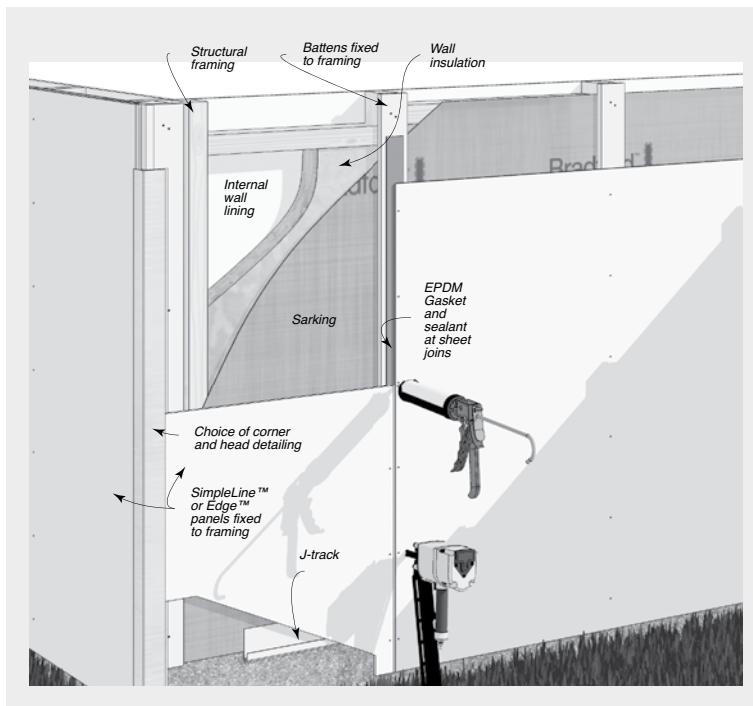 Structural
framing
Battens fixed
to framing
Wall
insulation
Internal
wall
lining
Sarking
EPDM
Gasket
and
sealant
at sheet
joins
Choice of corner
and head detailing
SimpleLine™
or Edge™
panels fixed
to framing
J-track